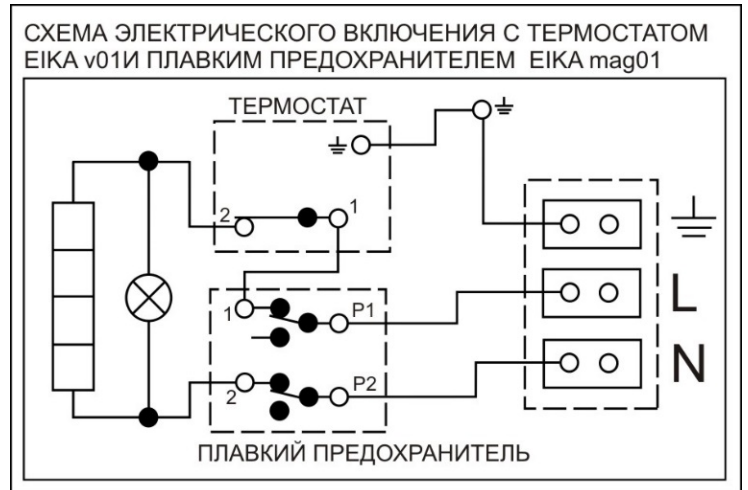 СХЕМА ЭЛЕКТРИЧЕСКОГО ВКЛЮЧЕНИЯ С ТЕРМОСТАТОМ
EIKA v01И ПЛАВКИМ ПРЕДОХРАНИТЕЛЕМ EIKA mag01
ТЕРМОСТАТ
2
1
1
P1
L
2
P2
N
ПЛАВКИЙ ПРЕДОХРАНИТЕЛЬ